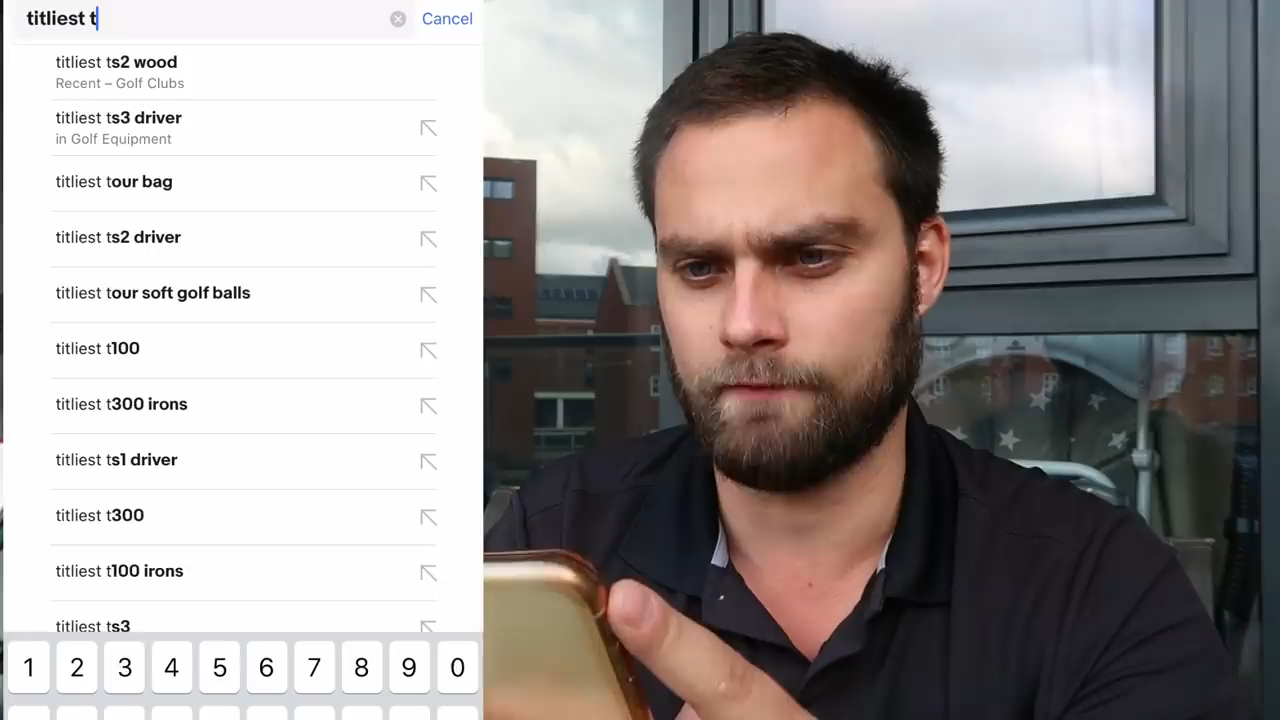 titliest t
Cancel
titliest ts2 wood
Recent – Golf Clubs
titliest ts3 driver
in Golf Equipment
titliest tour bag
titliest ts2 driver
titliest tour soft golf balls
titliest t100
titliest t300 irons
titliest ts1 driver
titliest t300
titliest t100 irons
titliest ts3
1 2 3 4 5 6 7 8 9 0